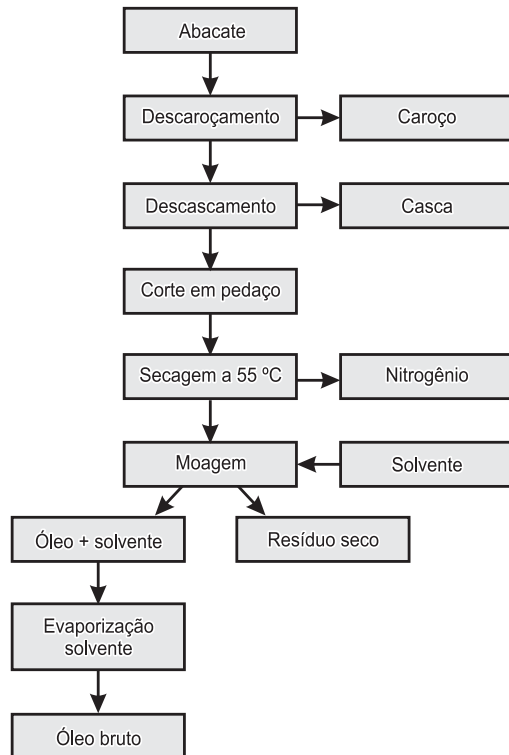 Abacate
Descaroçamento
Caroço
Descascamento
Casca
Corte em pedaço
Secagem a 55 ºC
Nitrogênio
Moagem
Solvente
Óleo + solvente
Resíduo seco
Evaporização
solvente
Óleo bruto